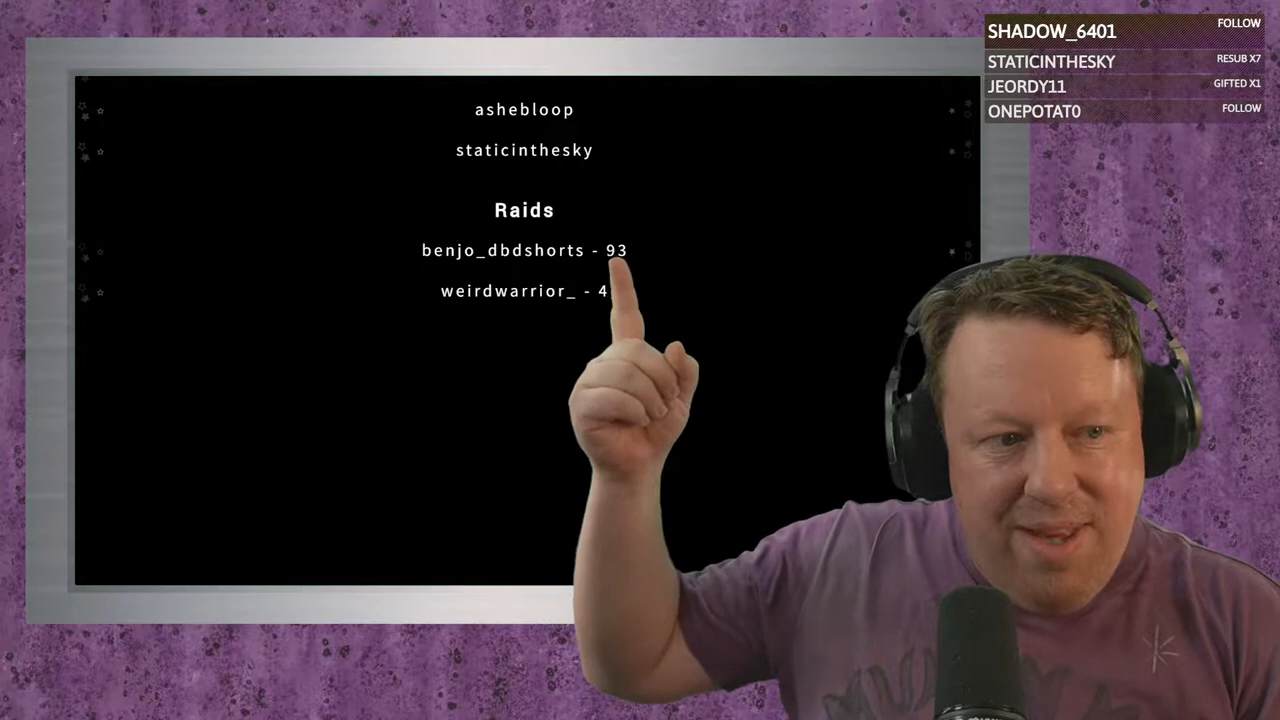 ashebloop
staticinthesky
Raids
benjo_dbdshorts - 93
weirdwarrior_ - 4
SHADOW_6401 FOLLOW
STATICINTHESKY RESUB X7
JEORDY11 GIFTED X1
ONEPOTAT0 FOLLOW